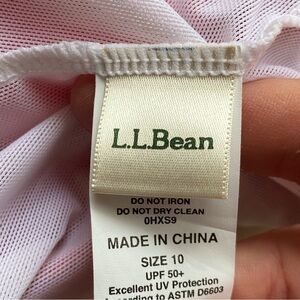 L.L.Bean
DO NOT IRON
DO NOT DRY CLEAN
0HXS9
MADE IN CHINA
SIZE 10
UPF 50+
Excellent UV Protection
According to ASTM D6603